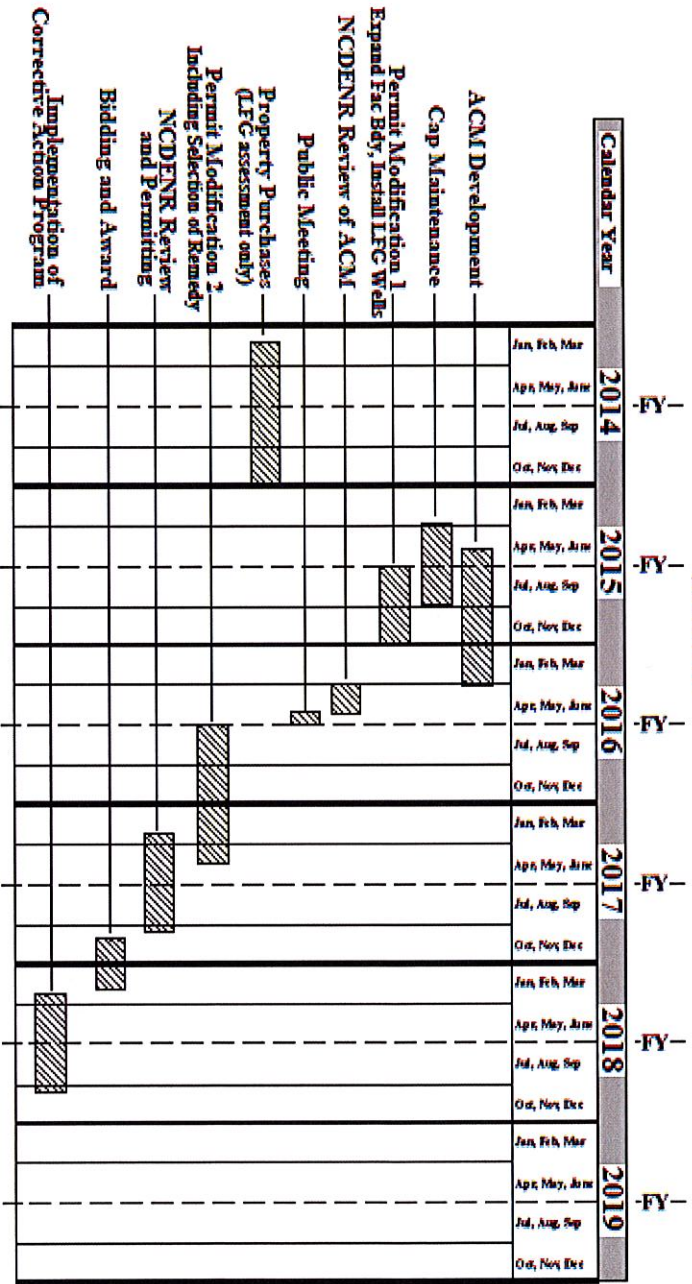 -FY- -FY- -FY- -FY- -FY- -FY-
Calendar Year 2014 2015 2016 2017 2018 2019
Jan, Feb, Mar Apr, May, June Jul, Aug, Sep Oct, Nov, Dec Jan, Feb, Mar Apr, May, June Jul, Aug, Sep Oct, Nov, Dec Jan, Feb, Mar Apr, May, June Jul, Aug, Sep Oct, Nov, Dec Jan, Feb, Mar Apr, May, June Jul, Aug, Sep Oct, Nov, Dec Jan, Feb, Mar Apr, May, June Jul, Aug, Sep Oct, Nov, Dec Jan, Feb, Mar Apr, May, June Jul, Aug, Sep Oct, Nov, Dec
ACM Development
Cap Maintenance
Permit Modification 1
Expand Fac Bdy, Install LFG Wells
NCDENR Review of ACM
Public Meeting
Property Purchases
(LFG assessment only)
Permit Modification 2
Including Selection of Remedy
NCDENR Review
and Permitting
Bidding and Award
Implementation of
Corrective Action Program